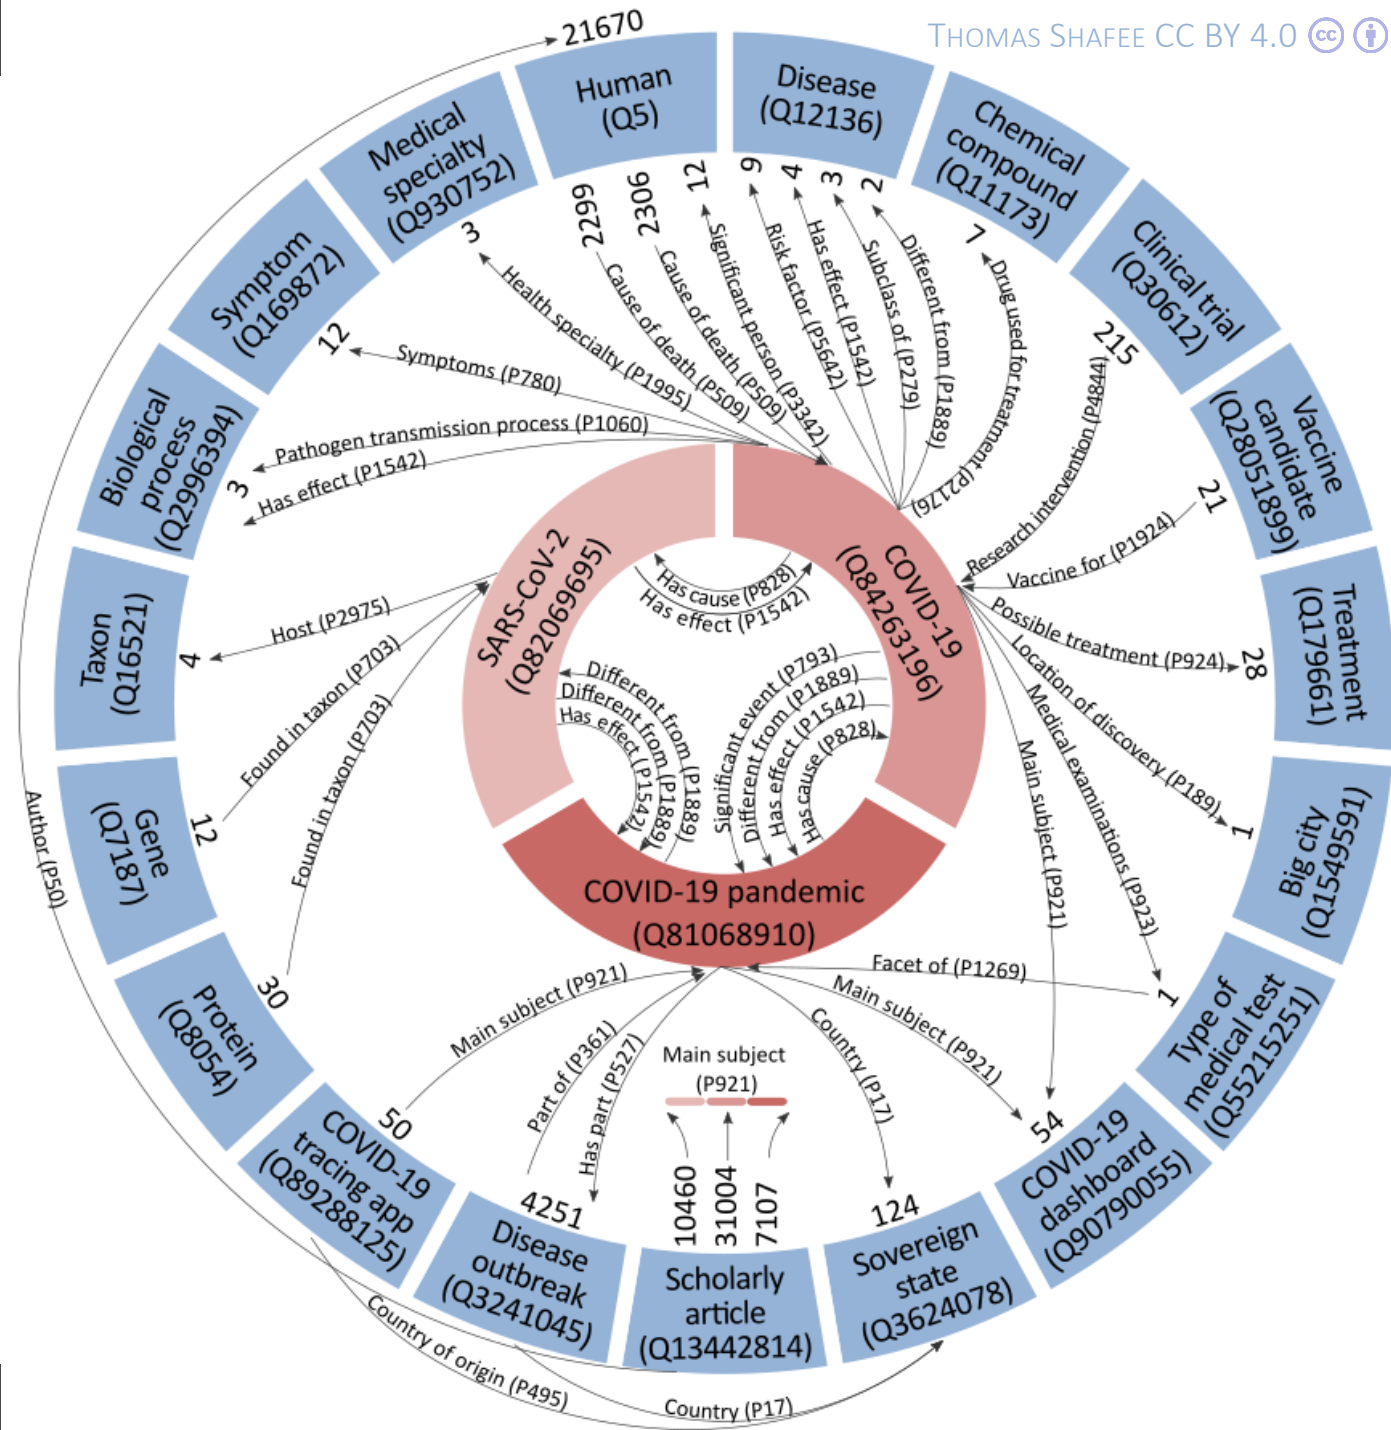 THOMAS SHAFEE CC BY 4.0
cc
21670
Human
(Q5)
Disease
(Q12136)
Chemical
compound
(Q11173)
Clinical trial
(Q30612)
Vaccine
candidate
(Q28051899)
Treatment
(Q179661)
Big city
(Q1549591)
Type of
medical test
(Q55215251)
COVID-19
dashboard
(Q90790055)
Sovereign
state
(Q3624078)
Scholarly
article
(Q13442814)
Disease
outbreak
(Q3241045)
COVID-19
tracing app
(Q89288125)
Protein
(Q8054)
Gene
(Q7187)
Taxon
(Q16521)
Biological
process
(Q2996394)
Symptom
(Q169872)
Medical
specialty
(Q930752)
3
Health specialty (P1995)
2299
Cause of death (P509)
2306
Cause of death (P509)
12
Significant person (P3342)
9
Risk factor (P5642)
4
Has effect (P1542)
3
Subclass of (P279)
2
Different from (P1889)
7
Drug used for treatment (P2176)
215
Research intervention (P4844)
21
Vaccine for (P1924)
Possible treatment (P924)
28
Location of discovery (P189)
1
Medical examinations (P923)
1
Main subject (P921)
54
Facet of (P1269)
Main subject (P921)
Country (P17)
124
Main subject
(P921)
10460
31004
7107
Has part (P527)
Part of (P361)
4251
Main subject (P921)
50
30
Found in taxon (P703)
12
Found in taxon (P703)
4
Host (P2975)
3
Has effect (P1542)
Pathogen transmission process (P1060)
12
Symptoms (P780)
SARS-CoV-2
(Q82069695)
COVID-19
(Q84263196)
COVID-19 pandemic
(Q81068910)
Has cause (P828)
Has effect (P1542)
Different from (P1889)
Different from (P1889)
Has effect (P1542)
Significant event (P793)
Different from (P1889)
Has effect (P1542)
Has cause (P828)
Author (P50)
Country of origin (P495)
Country (P17)